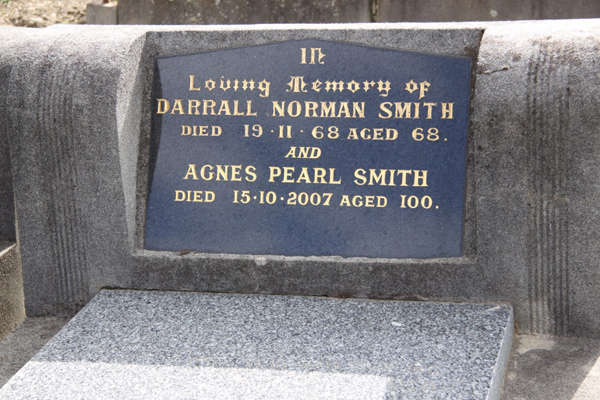 In
Loving Memory of
DARRALL NORMAN SMITH
DIED 19·11·68 AGED 68.
AND
AGNES PEARL SMITH
DIED 15·10·2007 AGED 100.